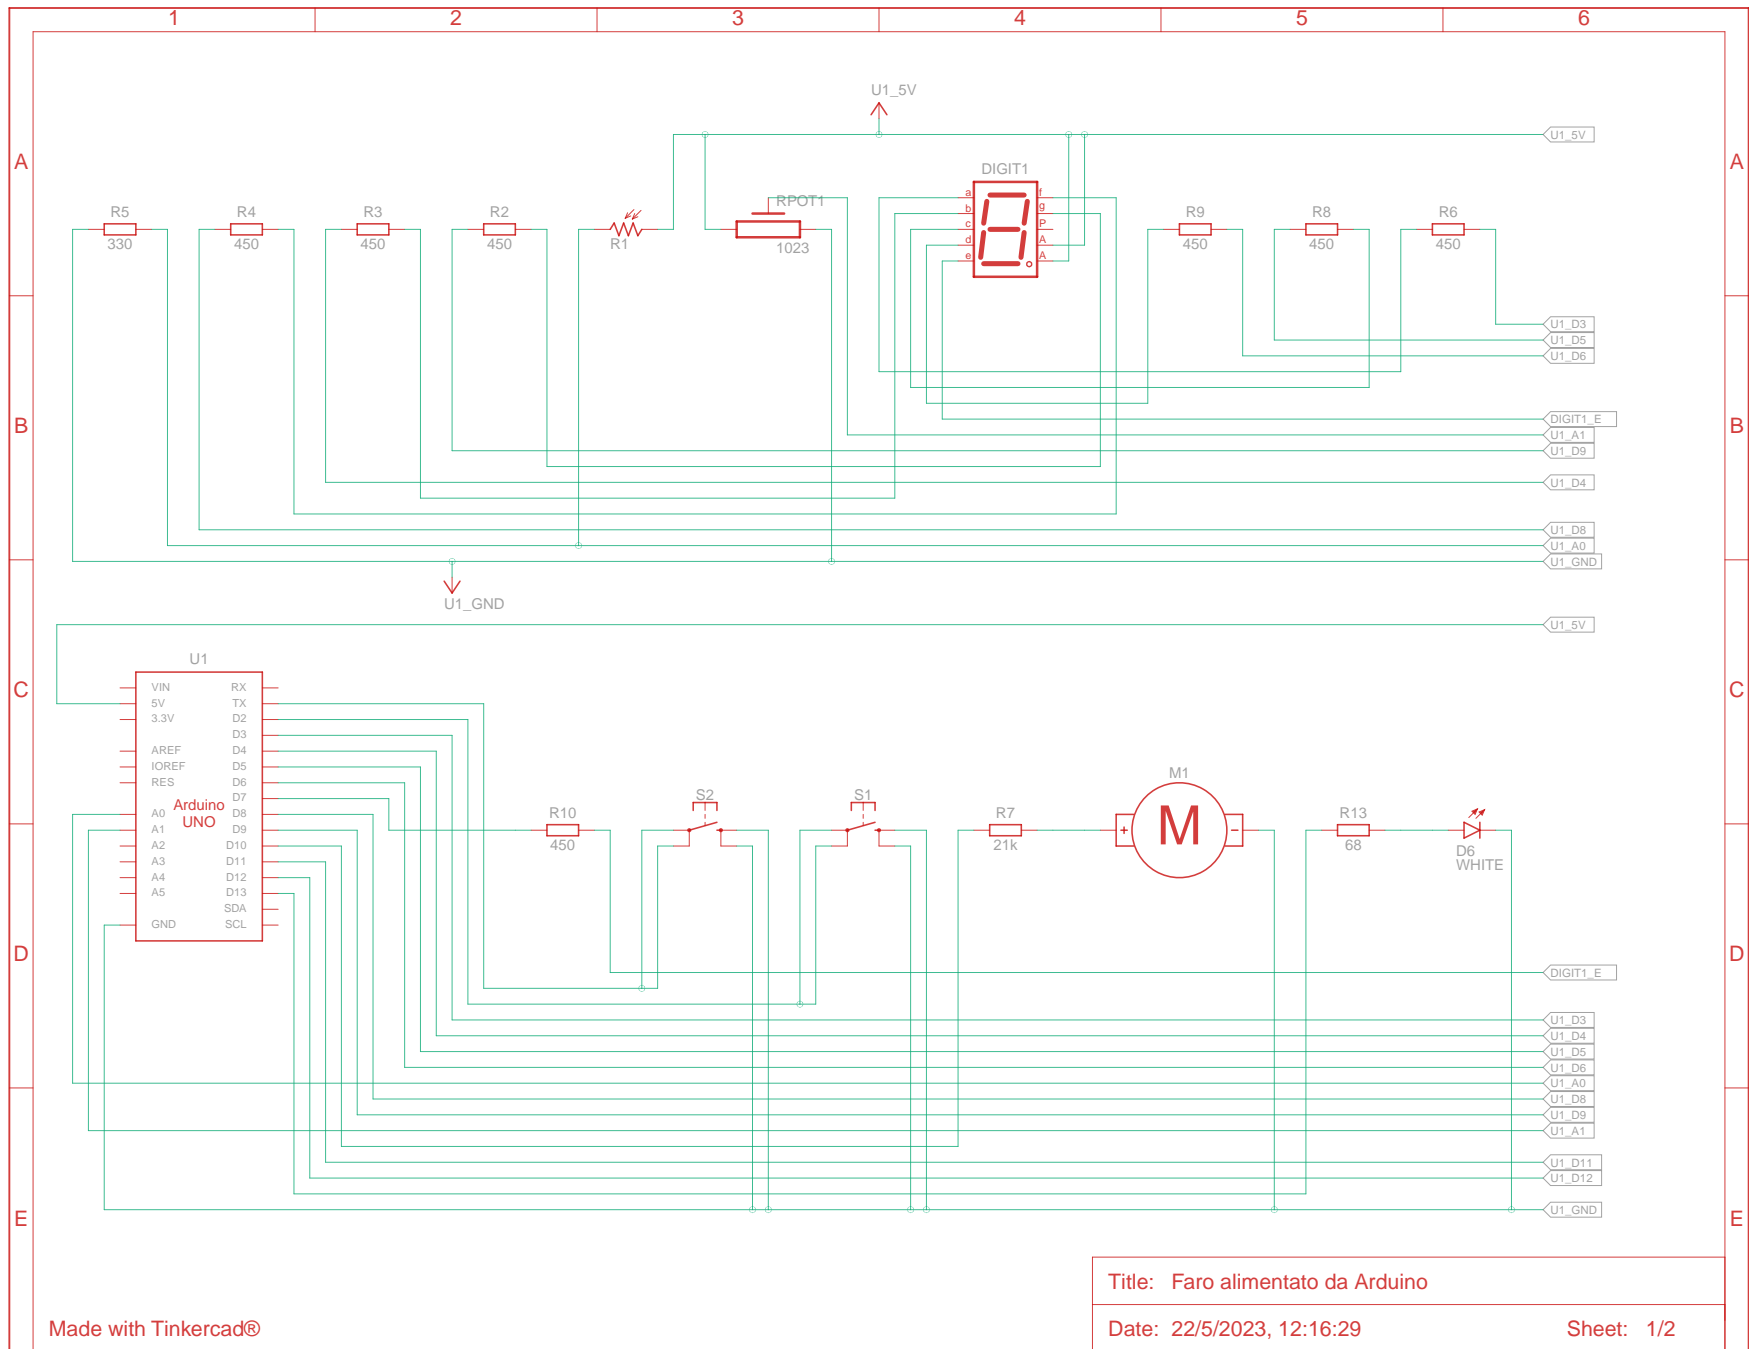 1 2 3 4 5 6
U1_5V
U1_5V
A A
DIGIT1
a f
b g
c P
d A
e A
R5 R4 R3 R2 RPOT1 R9 R8 R6
330 450 450 450 R1 1023 450 450 450
U1_D3
U1_D5
U1_D6
B B
DIGIT1_E
U1_A1
U1_D9
U1_D4
U1_D8
U1_A0
U1_GND
U1_GND
U1_5V
U1
C C
VIN RX
5V TX
3.3V D2
D3
AREF D4
IOREF D5
RES D6
D7
A0 D8
A1 D9
A2 D10
A3 D11
A4 D12
A5 D13
SDA
GND SCL
Arduino
UNO
R10
450
S2
S1
R7
21k
M1
+ M -
R13
68
D6
WHITE
D D
DIGIT1_E
U1_D3
U1_D4
U1_D5
U1_D6
U1_A0
U1_D8
U1_D9
U1_A1
U1_D11
U1_D12
U1_GND
E E
Title: Faro alimentato da Arduino
Made with Tinkercad®
Date: 22/5/2023, 12:16:29 Sheet: 1/2